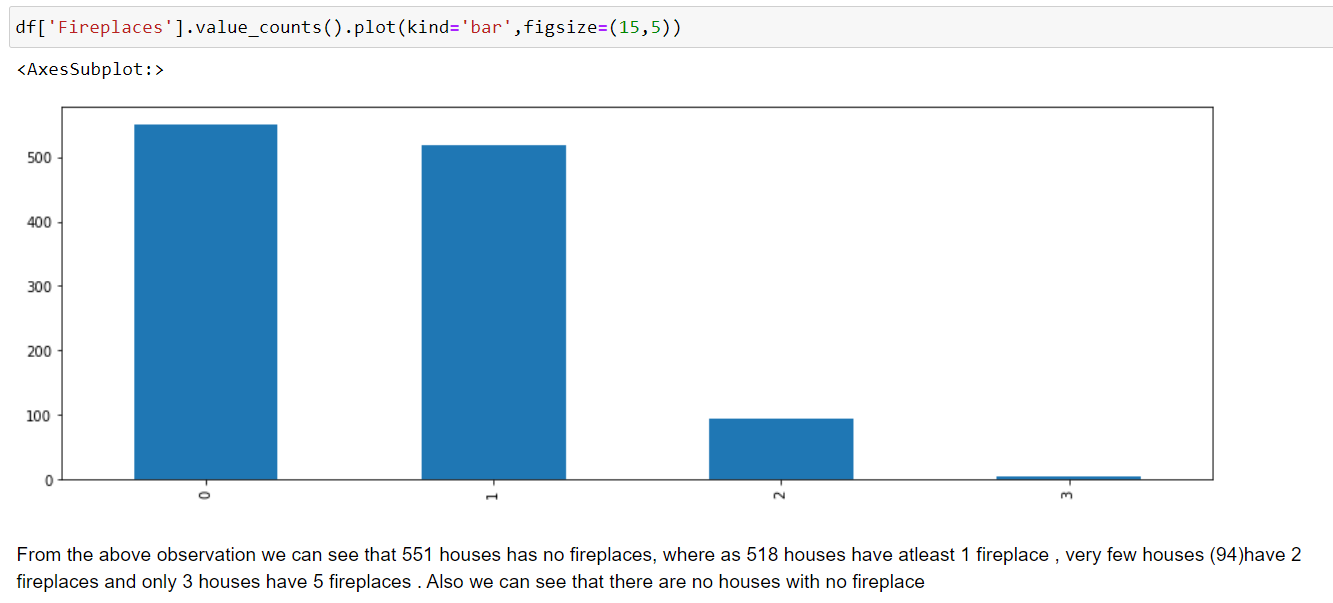 df['Fireplaces'].value_counts().plot(kind='bar',figsize=(15,5))
<AxesSubplot:>
500
400
300
200
100
0
0 1 2 3
From the above observation we can see that 551 houses has no fireplaces, where as 518 houses have atleast 1 fireplace , very few houses (94)have 2
fireplaces and only 3 houses have 5 fireplaces . Also we can see that there are no houses with no fireplace